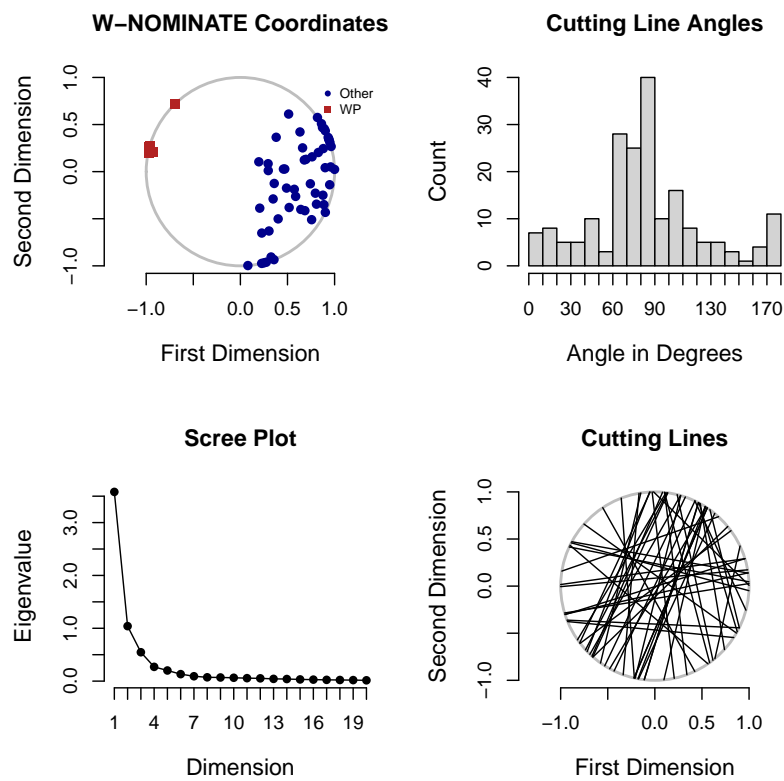 W−NOMINATE Coordinates
Second Dimension
1.0
0.5
0.0
−1.0
Other
WP
−1.0 0.0 0.5 1.0
First Dimension
Cutting Line Angles
Count
40
30
20
10
0
0 30 60 90 130 170
Angle in Degrees
Scree Plot
Eigenvalue
3.0
2.0
1.0
0.0
1 4 7 10 13 16 19
Dimension
Cutting Lines
Second Dimension
1.0
0.5
0.0
−1.0
−1.0 0.0 0.5 1.0
First Dimension